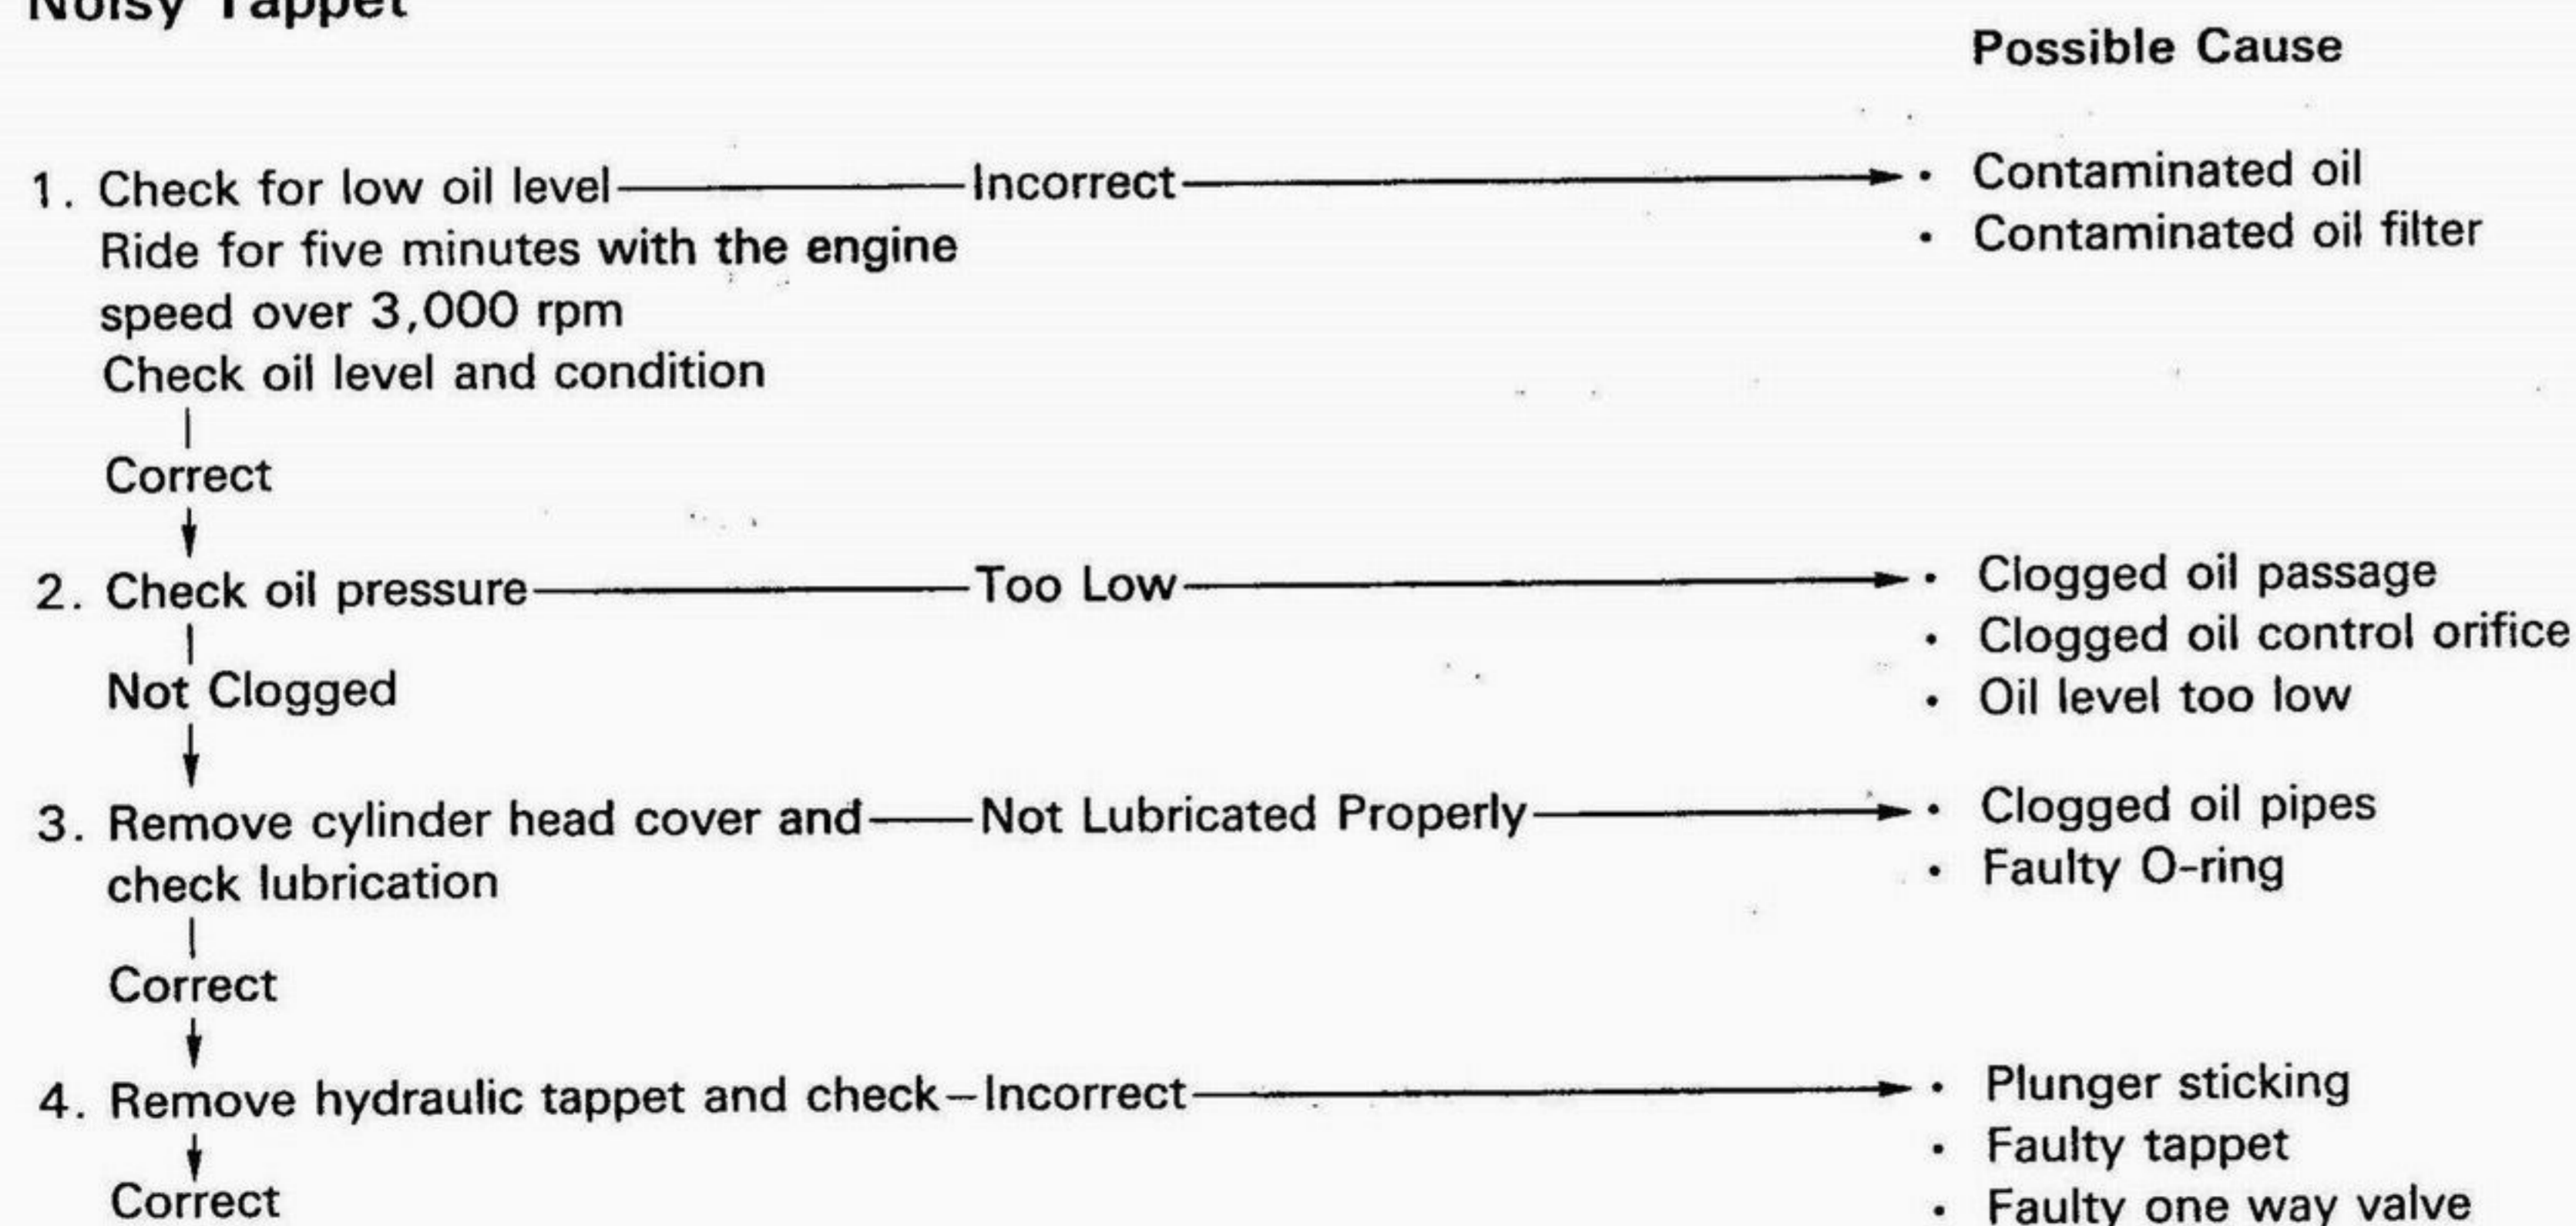 Noisy Tappet
Possible Cause
1. Check for low oil level Incorrect • Contaminated oil
Ride for five minutes with the engine • Contaminated oil filter
speed over 3,000 rpm
Check oil level and condition
Correct
2. Check oil pressure Too Low • Clogged oil passage
• Clogged oil control orifice
Not Clogged • Oil level too low
3. Remove cylinder head cover and Not Lubricated Properly • Clogged oil pipes
check lubrication • Faulty O-ring
Correct
4. Remove hydraulic tappet and check – Incorrect • Plunger sticking
• Faulty tappet
Correct • Faulty one way valve